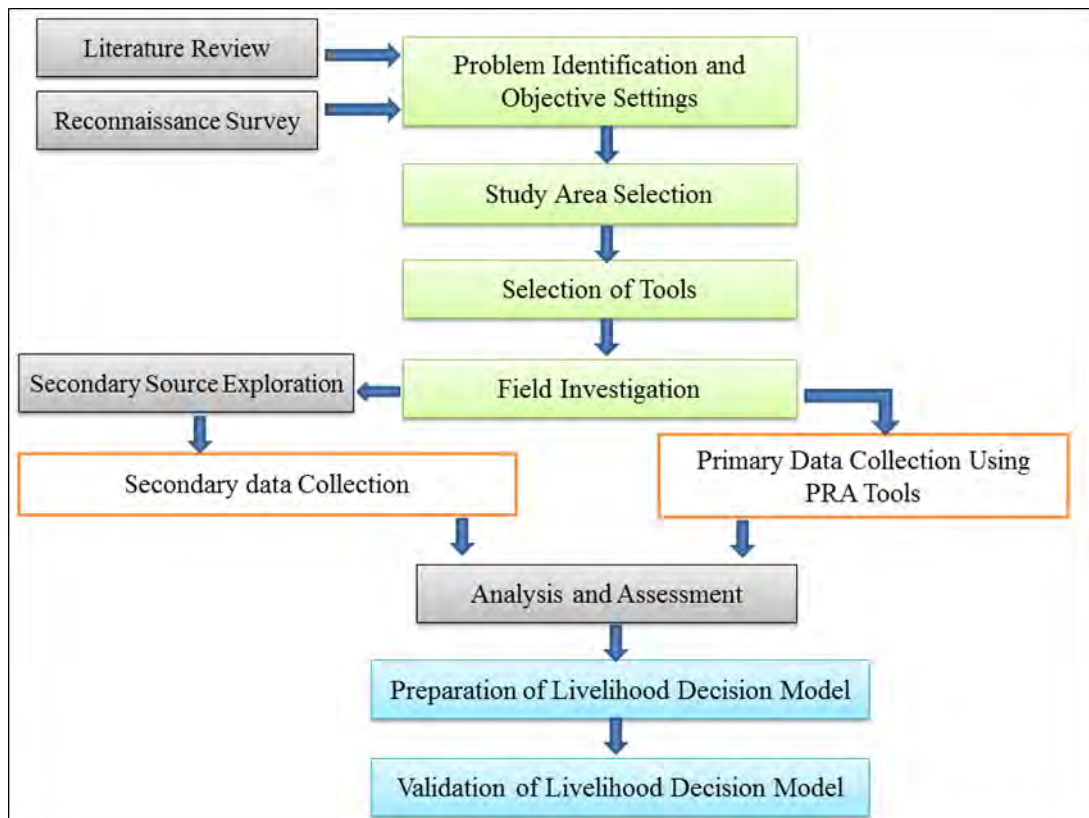 Literature Review
Reconnaissance Survey
Problem Identification and
Objective Settings
Study Area Selection
Selection of Tools
Field Investigation
Secondary Source Exploration
Secondary data Collection
Primary Data Collection Using
PRA Tools
Analysis and Assessment
Preparation of Livelihood Decision Model
Validation of Livelihood Decision Model